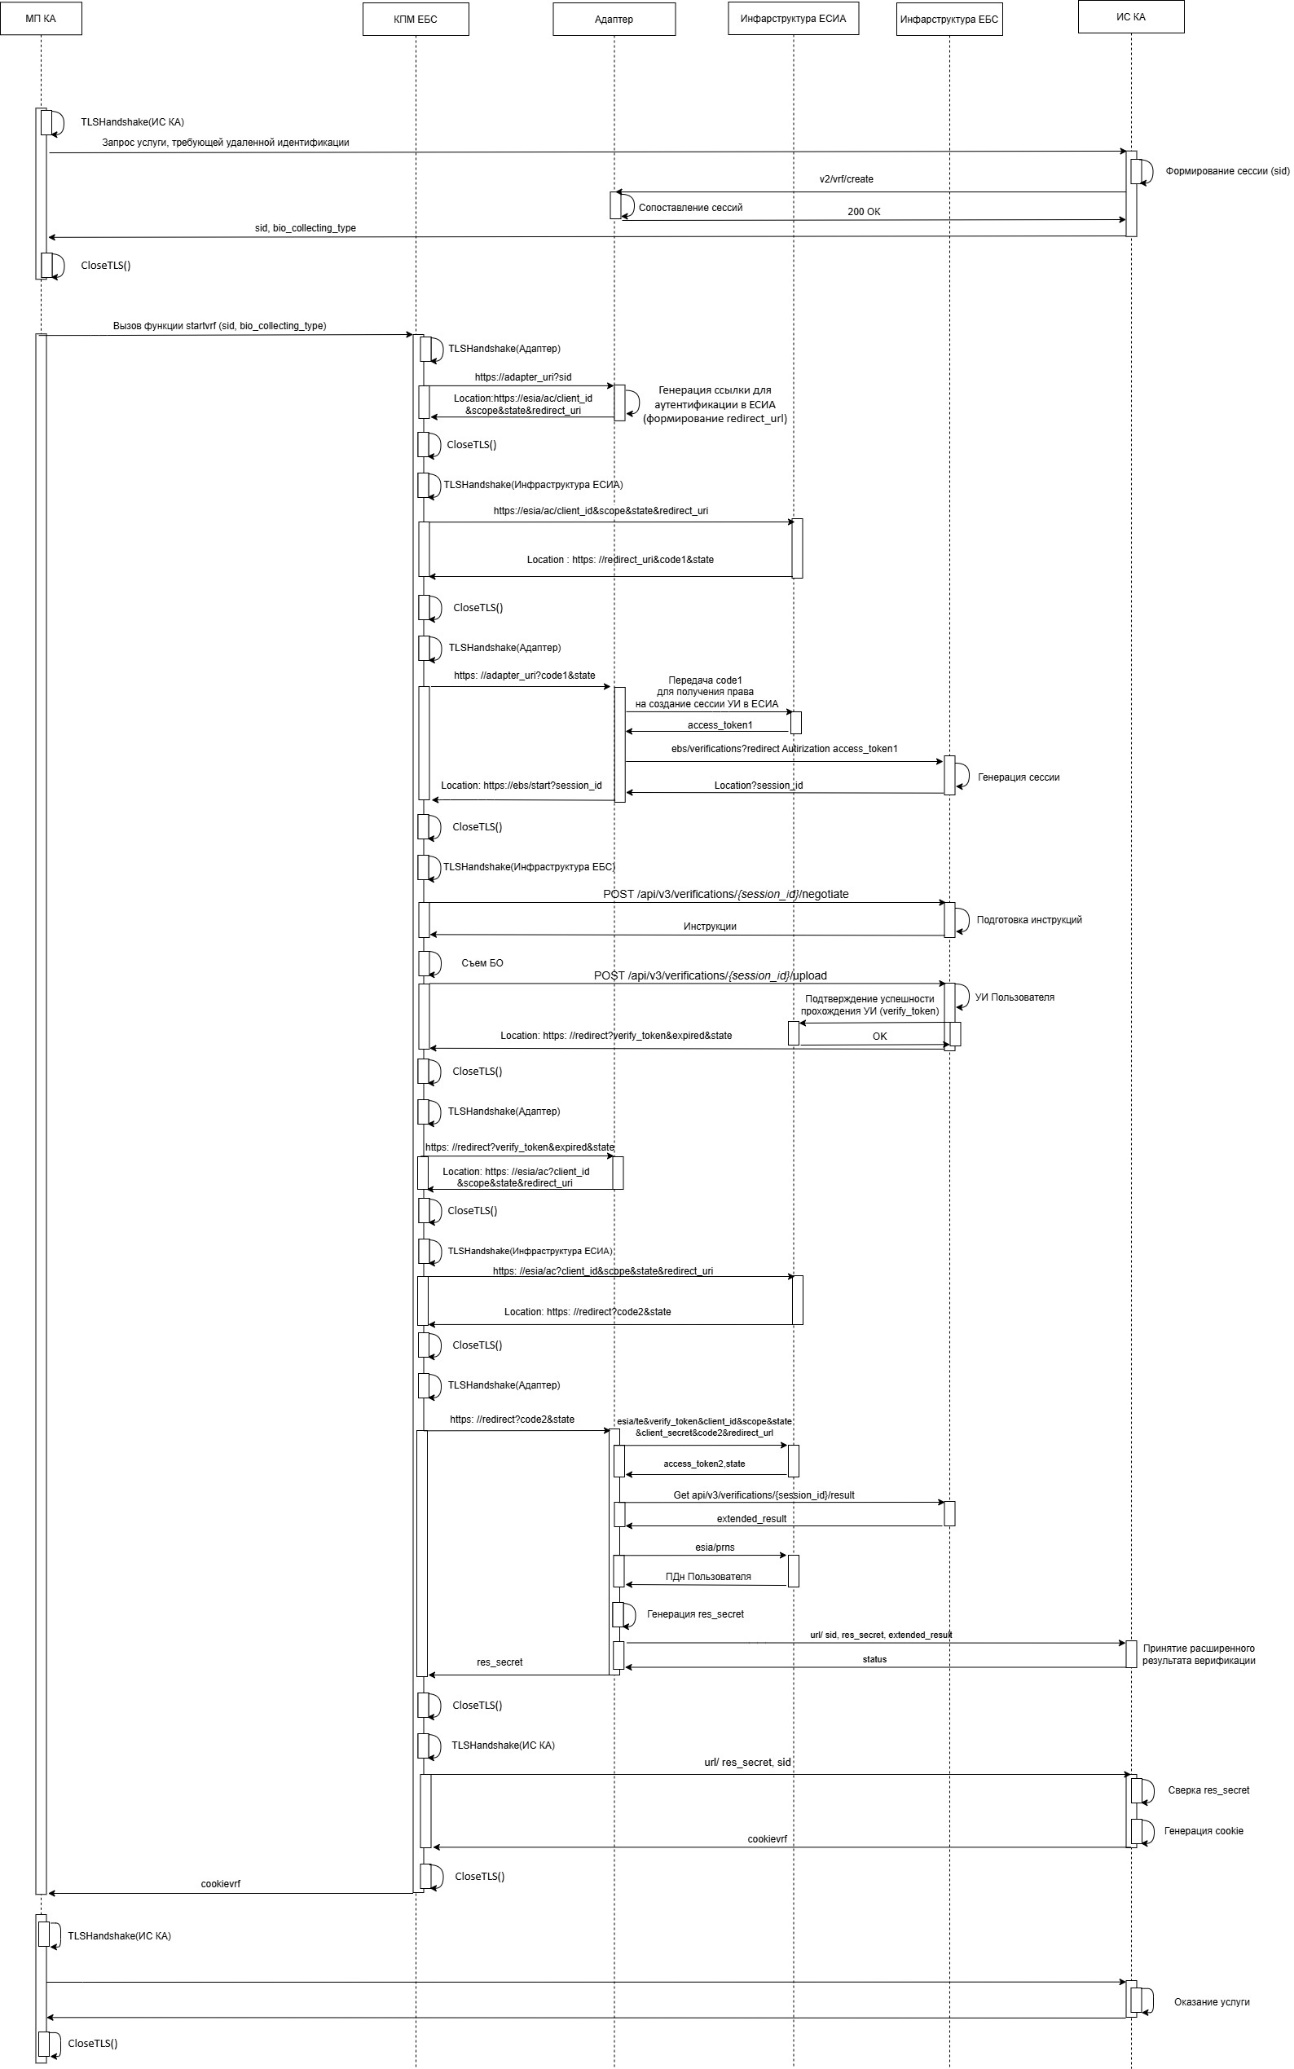 МП КА
КПМ ЕБС
Адаптер
Инфарструктура ЕСИА
Инфарструктура ЕБС
ИС КА
TLSHandshake(ИС КА)
Запрос услуги, требующей удаленной идентификации
Формирование сессии (sid)
v2/vrf/create
Сопоставление сессий
200 OK
sid, bio_collecting_type
CloseTLS()
Вызов функции startvrf (sid, bio_collecting_type)
TLSHandshake(Адаптер)
https://adapter_uri?sid
Location:https://esia/ac/client_id
&scope&state&redirect_uri
Генерация ссылки для
аутентификации в ЕСИА
(формирование redirect_url)
CloseTLS()
TLSHandshake(Инфраструктура ЕСИА)
https://esia/ac/client_id&scope&state&redirect_uri
Location : https: //redirect_uri&code1&state
CloseTLS()
TLSHandshake(Адаптер)
https: //adapter_uri?code1&state
Передача code1
для получения права
на создание сессии УИ в ЕСИА
access_token1
ebs/verifications?redirect Autirization access_token1
Генерация сессии
Location: https://ebs/start?session_id
Location?session_id
CloseTLS()
TLSHandshake(Инфраструктура ЕБС)
POST /api/v3/verifications/{session_id}/negotiate
Подготовка инструкций
Инструкции
Съем БО
POST /api/v3/verifications/{session_id}/upload
УИ Пользователя
Подтверждение успешности
прохождения УИ (verify_token)
Location: https: //redirect?verify_token&expired&state
OK
CloseTLS()
TLSHandshake(Адаптер)
https: //redirect?verify_token&expired&state
Location: https: //esia/ac?client_id
&scope&state&redirect_uri
CloseTLS()
TLSHandshake(Инфраструктура ЕСИА)
https: //esia/ac?client_id&scope&state&redirect_uri
Location: https: //redirect?code2&state
CloseTLS()
TLSHandshake(Адаптер)
https: //redirect?code2&state
esia/te&verify_token&client_id&scope&state
&client_secret&code2&redirect_url
access_token2,state
Get api/v3/verifications/{session_id}/result
extended_result
esia/prns
ПДн Пользователя
Генерация res_secret
url/ sid, res_secret, extended_result
Принятие расширенного
результата верификации
status
res_secret
CloseTLS()
TLSHandshake(ИС КА)
url/ res_secret, sid
Сверка res_secret
Генерация cookie
cookievrf
CloseTLS()
cookievrf
TLSHandshake(ИС КА)
Оказание услуги
CloseTLS()